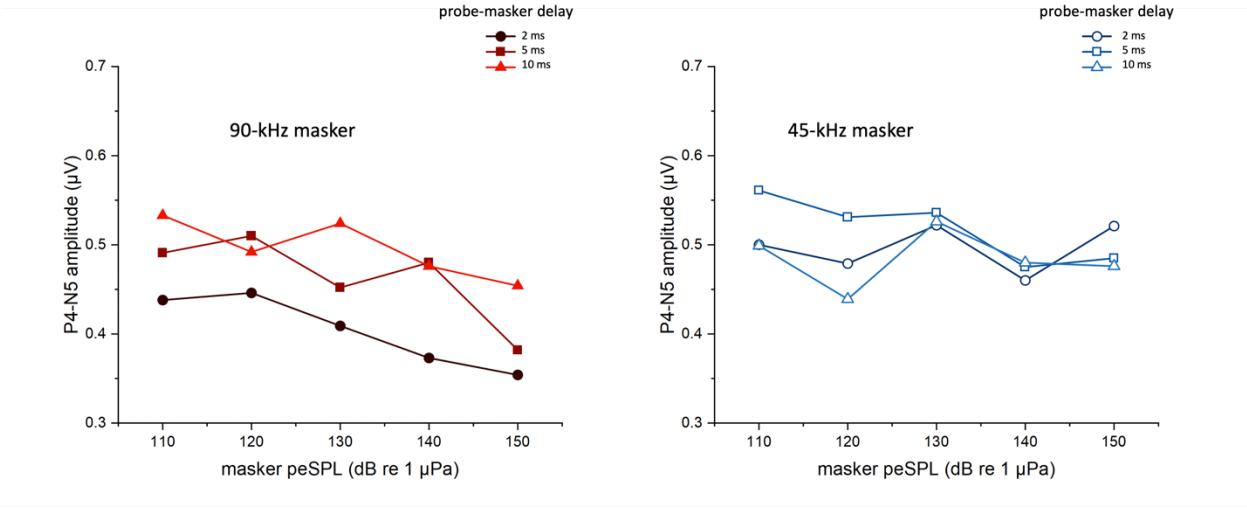 probe-masker delay
2 ms
5 ms
10 ms
90-kHz masker
P4-N5 amplitude (µV)
0.7
0.6
0.5
0.4
0.3
110 120 130 140 150
masker peSPL (dB re 1 µPa)
probe-masker delay
2 ms
5 ms
10 ms
45-kHz masker
P4-N5 amplitude (µV)
0.7
0.6
0.5
0.4
0.3
110 120 130 140 150
masker peSPL (dB re 1 µPa)